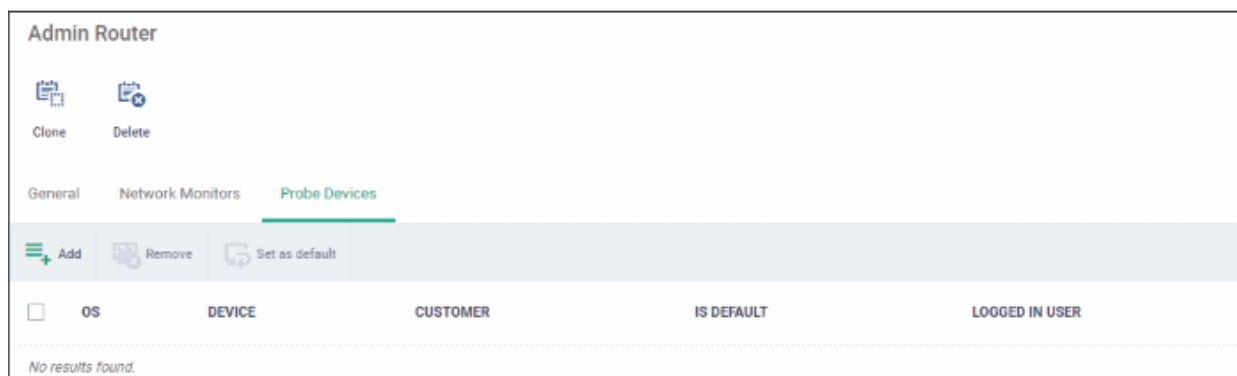 Admin Router
Clone Delete
General Network Monitors Probe Devices
Add Remove Set as default
OS DEVICE CUSTOMER IS DEFAULT LOGGED IN USER
No results found.